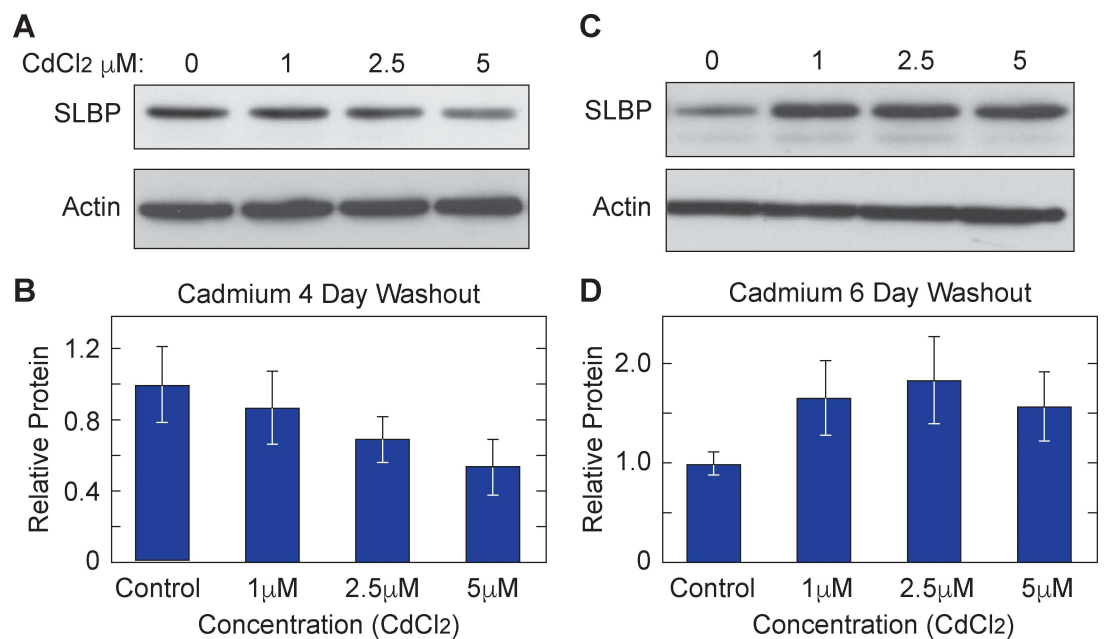 A
CdCl2 μM: 0 1 2.5 5
SLBP
Actin
B
Cadmium 4 Day Washout
Relative Protein
1.2
0.8
0.4
0
Control 1μM 2.5μM 5μM
Concentration (CdCl2)
C
0 1 2.5 5
SLBP
Actin
D
Cadmium 6 Day Washout
Relative Protein
2.0
1.0
0
Control 1μM 2.5μM 5μM
Concentration (CdCl2)